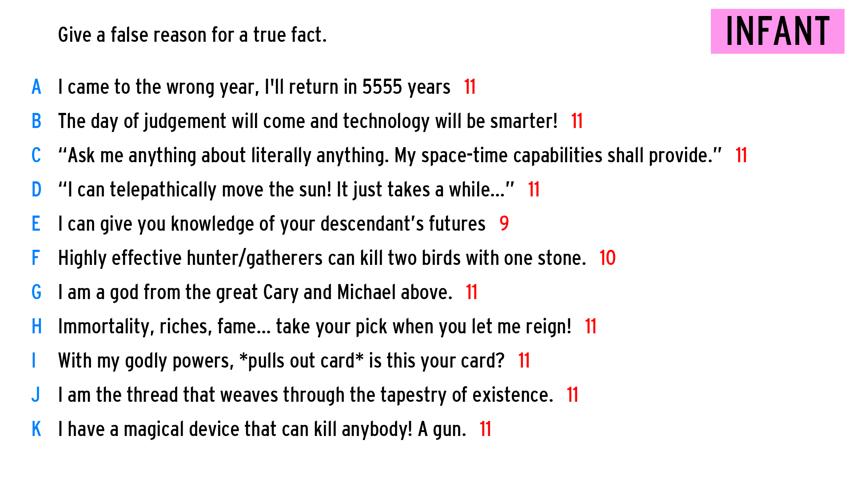 Give a false reason for a true fact.
INFANT
A I came to the wrong year, I'll return in 5555 years 11
B The day of judgement will come and technology will be smarter! 11
C “Ask me anything about literally anything. My space-time capabilities shall provide.” 11
D “I can telepathically move the sun! It just takes a while...” 11
E I can give you knowledge of your descendant’s futures 9
F Highly effective hunter/gatherers can kill two birds with one stone. 10
G I am a god from the great Cary and Michael above. 11
H Immortality, riches, fame... take your pick when you let me reign! 11
I With my godly powers, *pulls out card* is this your card? 11
J I am the thread that weaves through the tapestry of existence. 11
K I have a magical device that can kill anybody! A gun. 11